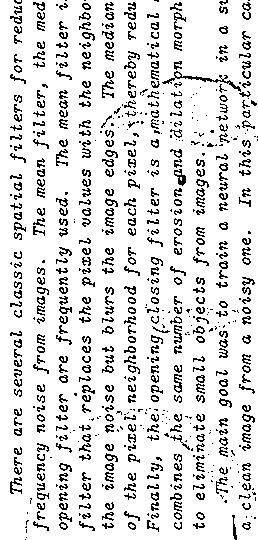 There are several classic spatial filters for reduc
frequency noise from images. The mean filter, the med
opening filter are frequently used. The mean filter i
filter that replaces the pixel values with the neighbo
the image noise but blurs the image edges. The median
of the pixel neighborhood for each pixel, thereby redu
Finally, the opening closing filter is a mathematical
combines the same number of erosion and dilation morph
to eliminate small objects from images.
The main goal was to train a neural network in a su
a clean image from a noisy one. In this particular ca